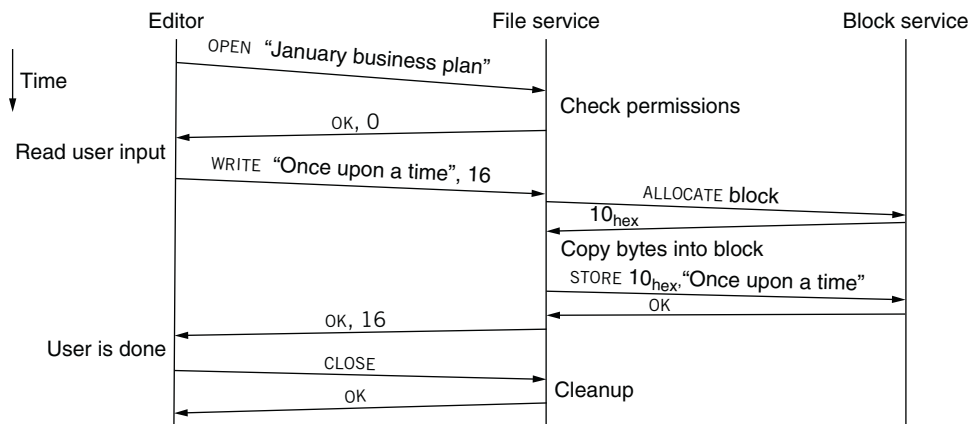 Editor File service Block service
OPEN “January business plan”
Time
Check permissions
OK, 0
Read user input
WRITE “Once upon a time”, 16
ALLOCATE block
10hex
Copy bytes into block
STORE 10hex, “Once upon a time”
OK
OK, 16
User is done
CLOSE
Cleanup
OK